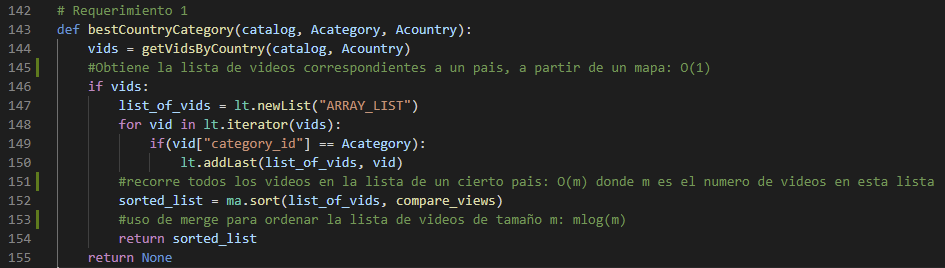 142 # Requerimiento 1
143 def bestCountryCategory(catalog, Acategory, Acountry):
144     vids = getVidsByCountry(catalog, Acountry)
145     #Obtiene la lista de videos correspondientes a un pais, a partir de un mapa: O(1)
146     if vids:
147         list_of_vids = lt.newList("ARRAY_LIST")
148         for vid in lt.iterator(vids):
149             if(vid["category_id"] == Acategory):
150                 lt.addLast(list_of_vids, vid)
151         #recorre todos los videos en la lista de un cierto pais: O(m) donde m es el numero de videos en esta lista
152         sorted_list = ma.sort(list_of_vids, compare_views)
153         #uso de merge para ordenar la lista de videos de tamaño m: mlog(m)
154         return sorted_list
155     return None